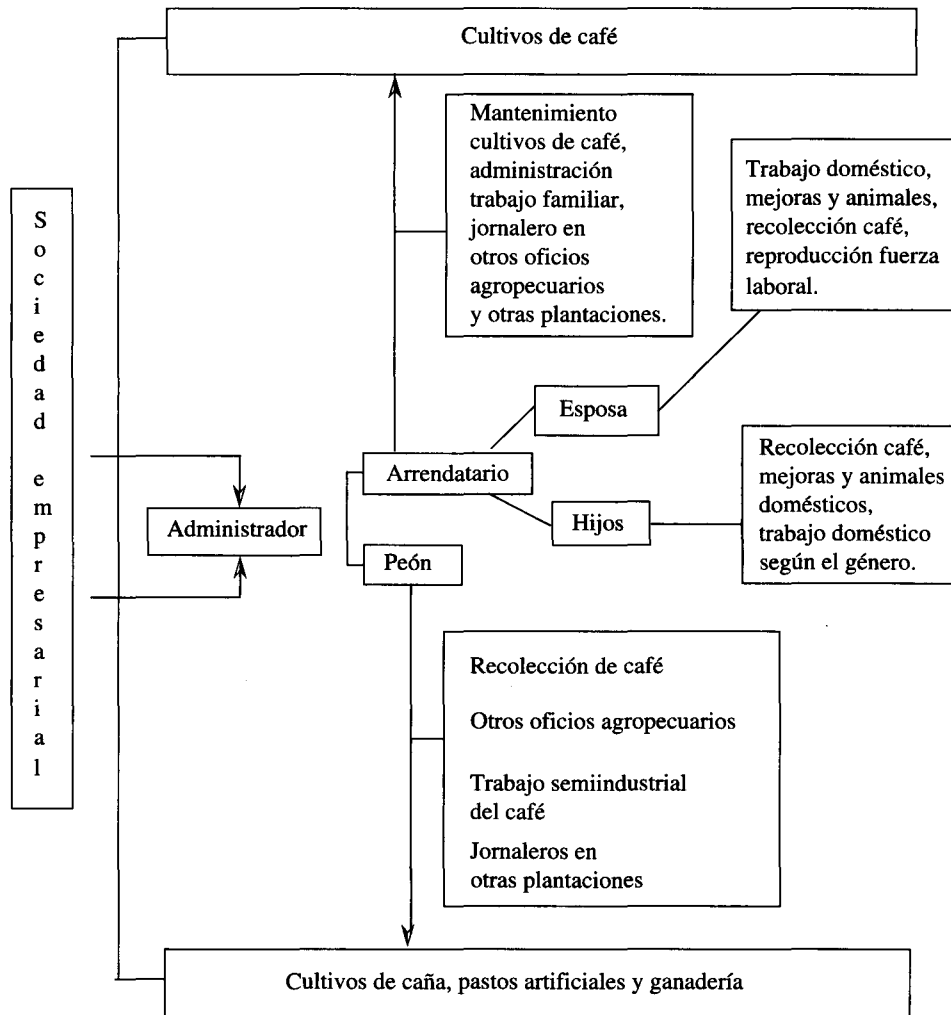 Cultivos de café
Mantenimiento
cultivos de café,
administración
trabajo familiar,
jornalero en
otros oficios
agropecuarios
y otras plantaciones.
Trabajo doméstico,
mejoras y animales,
recolección café,
reproducción fuerza
laboral.
Sociedad empresarial
Esposa
Arrendatario
Recolección café,
mejoras y animales
domésticos,
trabajo doméstico
según el género.
Administrador
Hijos
Peón
Recolección de café
Otros oficios agropecuarios
Trabajo semiindustrial
del café
Jornaleros en
otras plantaciones
Cultivos de caña, pastos artificiales y ganadería